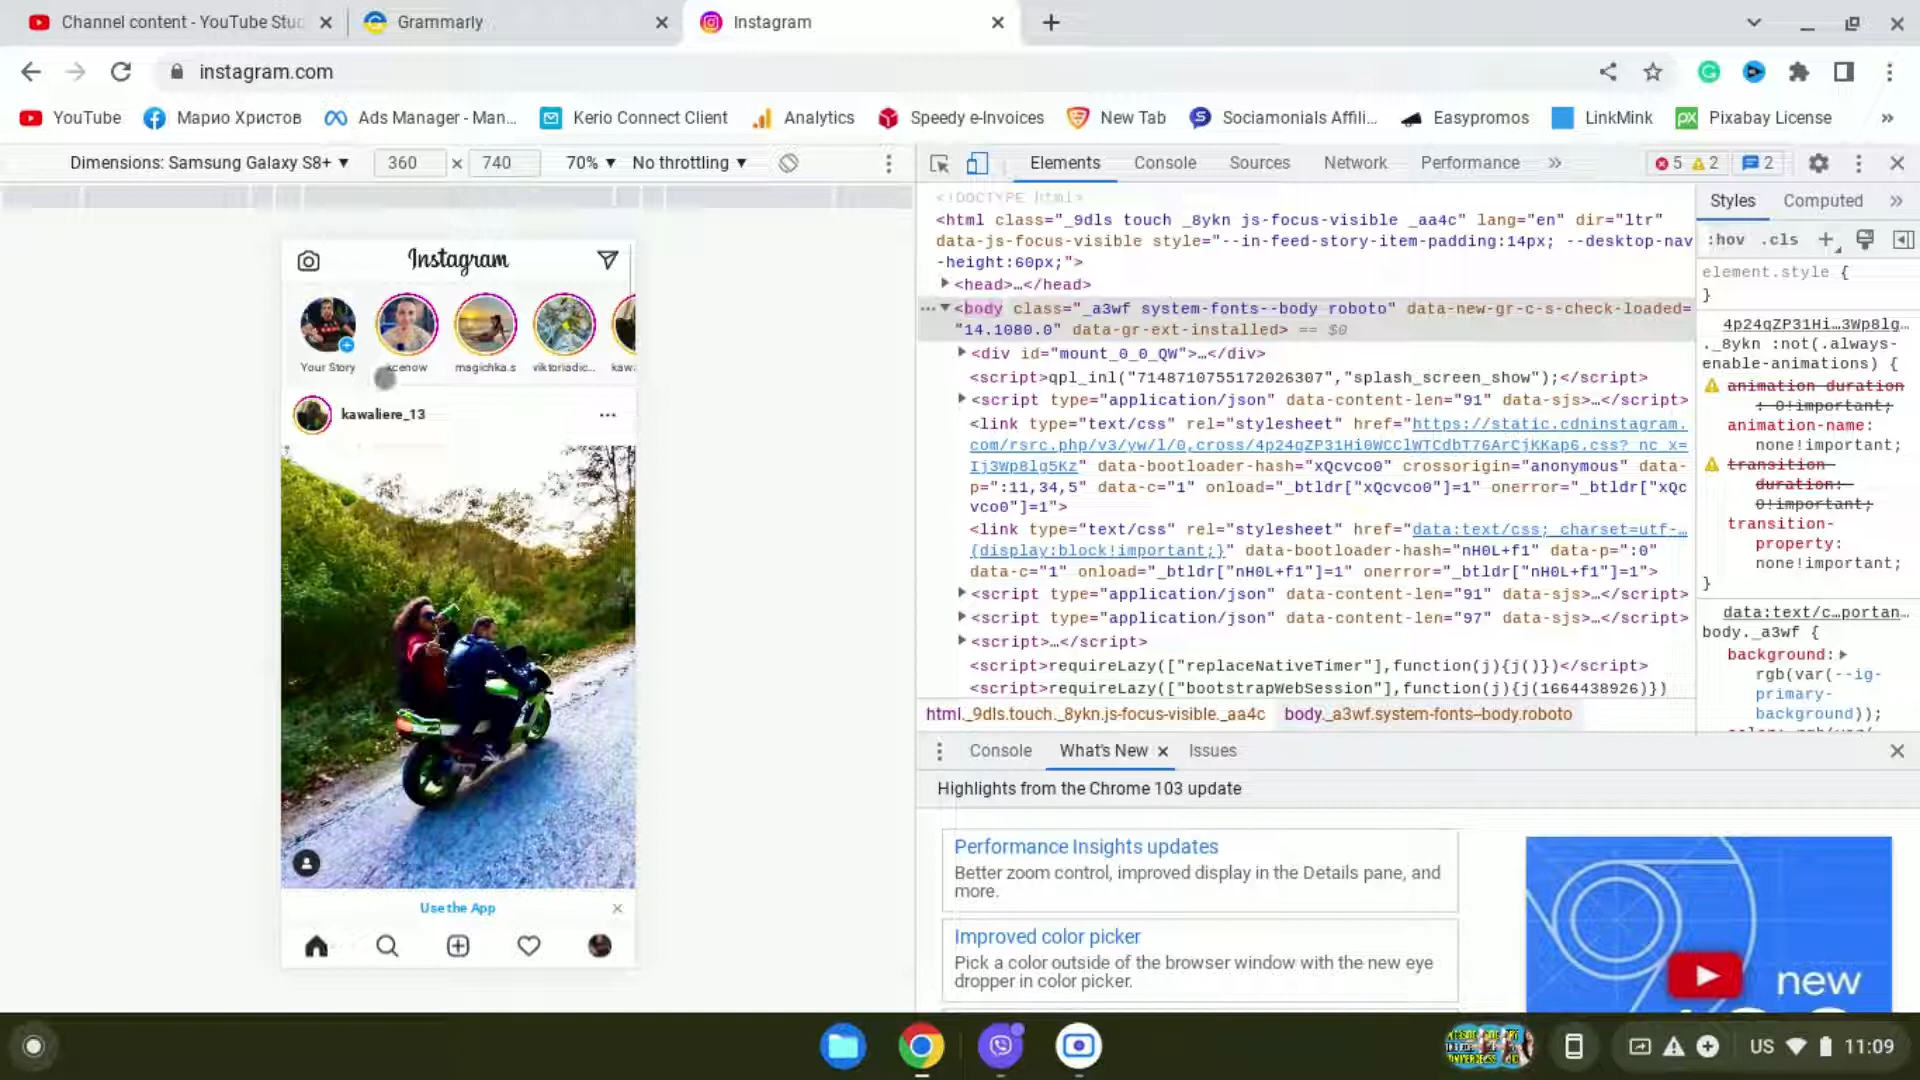 Channel content - YouTube Stud
Grammarly
Instagram
instagram.com
YouTube
Марио Христов
Ads Manager - Man...
Kerio Connect Client
Analytics
Speedy e-Invoices
New Tab
Sociamonials Affili...
Easypromos
LinkMink
Pixabay License
»
Dimensions: Samsung Galaxy S8+ ▼
360
×
740
70% ▼
No throttling ▼
Elements
Console
Sources
Network
Performance
»
5
2
2
<!DOCTYPE html>
<html class="_9dls touch _8ykn js-focus-visible _aa4c" lang="en" dir="ltr"
data-js-focus-visible style="--in-feed-story-item-padding:14px; --desktop-nav
-height:60px;">
<head>…</head>
<body class="_a3wf system-fonts--body roboto" data-new-gr-c-s-check-loaded=
"14.1080.0" data-gr-ext-installed> == $0
<div id="mount_0_0_QW">…</div>
<script>qpl_inl("7148710755172026307","splash_screen_show");</script>
<script type="application/json" data-content-len="91" data-sjs>…</script>
<link type="text/css" rel="stylesheet" href="https://static.cdninstagram.
com/rsrc.php/v3/yw/l/0,cross/4p24qZP31Hi0WCClWTCdbT76ArCjKKap6.css?_nc_x=
Ij3Wp8lg5Kz" data-bootloader-hash="xQcvco0" crossorigin="anonymous" data-
p=":11,34,5" data-c="1" onload="_btldr["xQcvco0"]=1" onerror="_btldr["xQc
vco0"]=1">
<link type="text/css" rel="stylesheet" href="data:text/css; charset=utf-…
{display:block!important;}" data-bootloader-hash="nH0L+f1" data-p=":0"
data-c="1" onload="_btldr["nH0L+f1"]=1" onerror="_btldr["nH0L+f1"]=1">
<script type="application/json" data-content-len="91" data-sjs>…</script>
<script type="application/json" data-content-len="97" data-sjs>…</script>
<script>…</script>
<script>requireLazy(["replaceNativeTimer"],function(j){j()})</script>
<script>requireLazy(["bootstrapWebSession"],function(j){j(1664438926)})
html._9dls.touch._8ykn.js-focus-visible._aa4c
body._a3wf.system-fonts--body.roboto
Styles
Computed
»
:hov
.cls
+
element.style {
}
4p24qZP31Hi…3Wp8lg…
._8ykn :not(.always-
enable-animations) {
animation-duration
: 0!important;
animation-name:
none!important;
transition-
duration:
0!important;
transition-
property:
none!important;
}
data:text/c…portan…
body._a3wf {
background:
rgb(var(--ig-
primary-
background));
Instagram
Your Story
xcenow
magichka.s
viktoriadic...
kaw
kawaliere_13
Use the App
Console
What's New
Issues
Highlights from the Chrome 103 update
Performance Insights updates
Better zoom control, improved display in the Details pane, and
more.
Improved color picker
Pick a color outside of the browser window with the new eye
dropper in color picker.
new
US
11:09